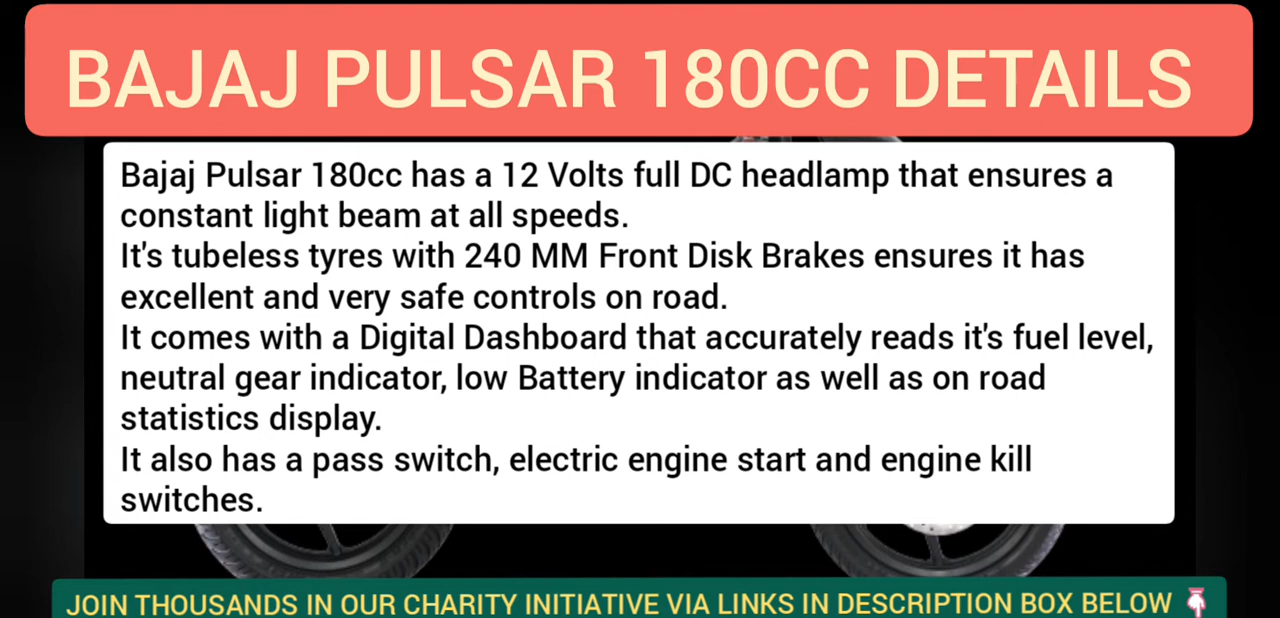 BAJAJ PULSAR 180CC DETAILS
Bajaj Pulsar 180cc has a 12 Volts full DC headlamp that ensures a
constant light beam at all speeds.
It's tubeless tyres with 240 MM Front Disk Brakes ensures it has
excellent and very safe controls on road.
It comes with a Digital Dashboard that accurately reads it's fuel level,
neutral gear indicator, low Battery indicator as well as on road
statistics display.
It also has a pass switch, electric engine start and engine kill
switches.
JOIN THOUSANDS IN OUR CHARITY INITIATIVE VIA LINKS IN DESCRIPTION BOX BELOW 👇